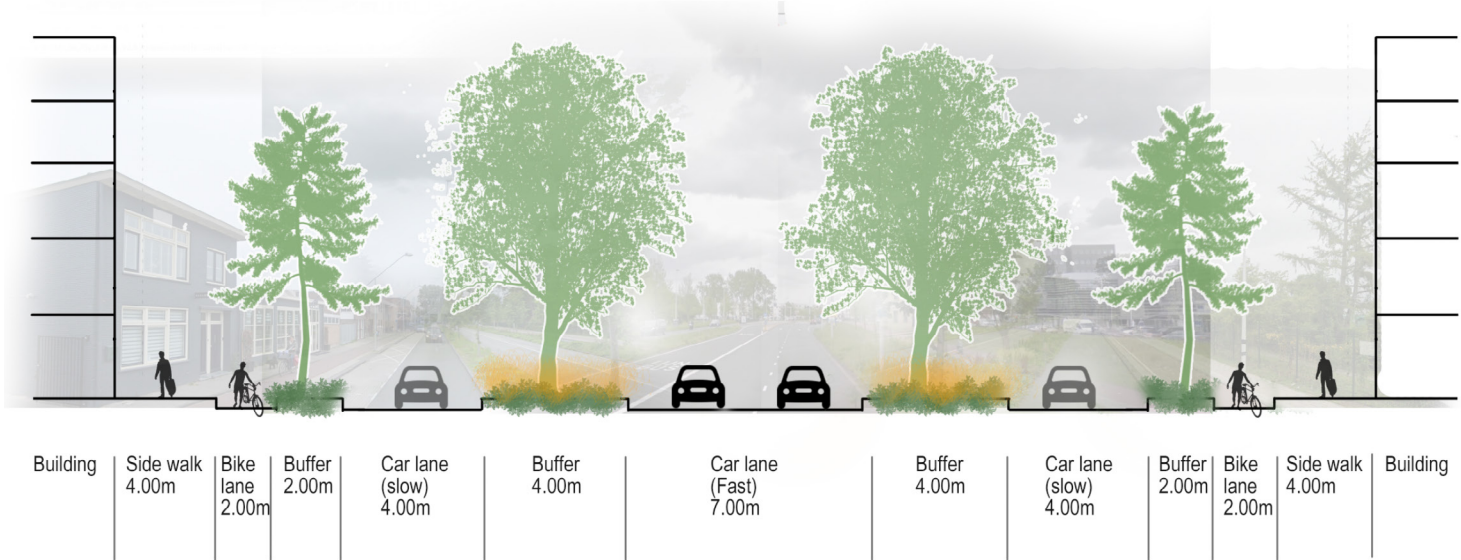 Building
Side walk
4.00m
Bike
lane
2.00m
Buffer
2.00m
Car lane
(slow)
4.00m
Buffer
4.00m
Car lane
(Fast)
7.00m
Buffer
4.00m
Car lane
(slow)
4.00m
Buffer
2.00m
Bike
lane
2.00m
Side walk
4.00m
Building